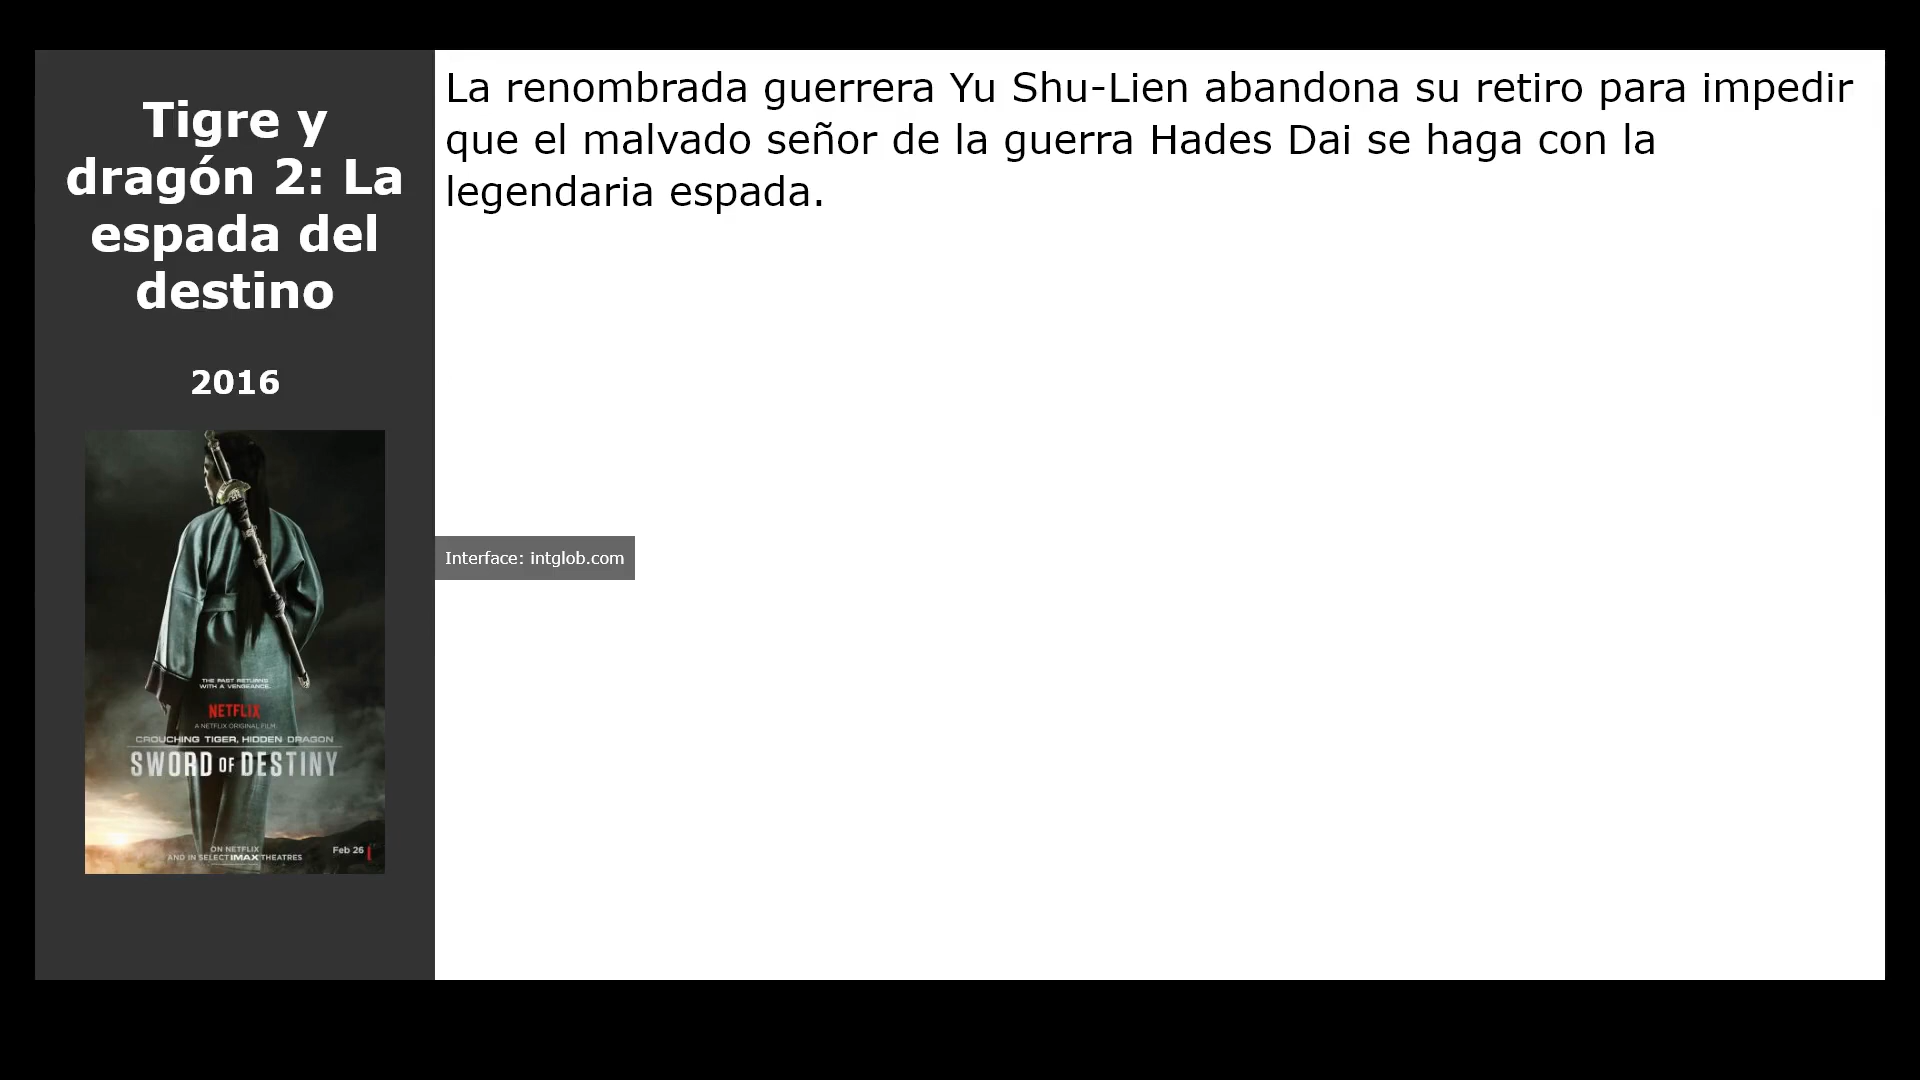 Tigre y
dragón 2: La
espada del
destino
2016
THE PAST RETURNS
WITH A VENGEANCE.
NETFLIX
A NETFLIX ORIGINAL FILM
CROUCHING TIGER, HIDDEN DRAGON
SWORD OF DESTINY
ON NETFLIX
AND IN SELECT IMAX THEATRES
Feb 26
La renombrada guerrera Yu Shu-Lien abandona su retiro para impedir
que el malvado señor de la guerra Hades Dai se haga con la
legendaria espada.
Interface: intglob.com